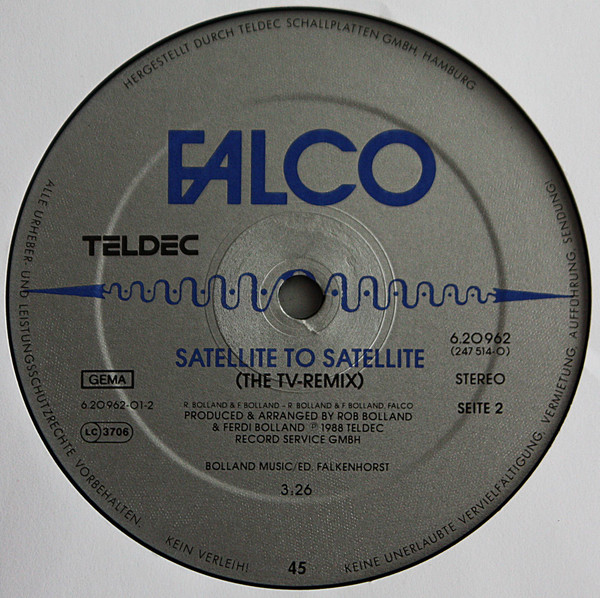 HERGESTELLT DURCH TELDEC SCHALLPLATTEN GMBH, HAMBURG
FALCO
TELDEC
SATELLITE TO SATELLITE
(THE TV-REMIX)
6.20962
(247 514-0)
STEREO
SEITE 2
GEMA
6.20 962-01-2
LC 3706
R. BOLLAND & F. BOLLAND – R. BOLLAND & F. BOLLAND, FALCO
PRODUCED & ARRANGED BY ROB BOLLAND
& FERDI BOLLAND ℗ 1988 TELDEC
RECORD SERVICE GMBH
BOLLAND MUSIC/ED. FALKENHORST
3:26
45
ALLE URHEBER- UND LEISTUNGSSCHUTZRECHTE VORBEHALTEN.
KEIN VERLEIH!
KEINE UNERLAUBTE VERVIELFÄLTIGUNG, VERMIETUNG, AUFFÜHRUNG, SENDUNG!